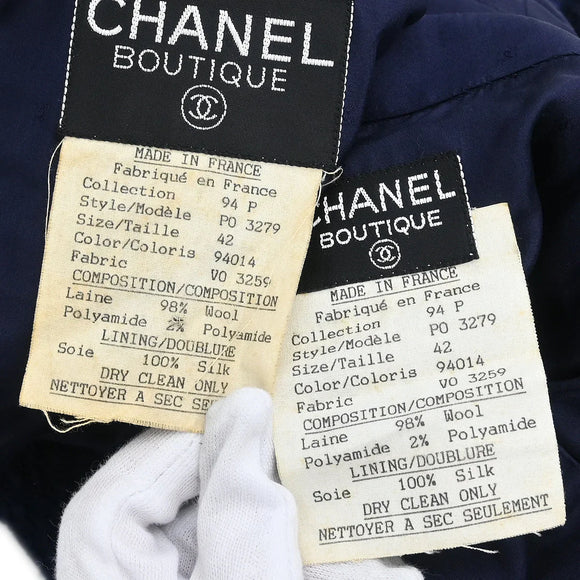 CHANEL
BOUTIQUE
MADE IN FRANCE
Fabriqué en France
Collection 94 P
Style/Modèle PO 3279
Size/Taille 42
Color/Coloris 94014
Fabric VO 3259
COMPOSITION/COMPOSITION
Laine 98% Wool
Polyamide 2% Polyamide
LINING/DOUBLURE
Soie 100% Silk
DRY CLEAN ONLY
NETTOYER A SEC
CHANEL
BOUTIQUE
MADE IN FRANCE
Fabriqué en France
Collection 94 P
Style/Modèle PO 3279
Size/Taille 42
Color/Coloris 94014
Fabric VO 3259
COMPOSITION/COMPOSITION
Laine 98% Wool
Polyamide 2% Polyamide
LINING/DOUBLURE
Soie 100% Silk
DRY CLEAN ONLY
NETTOYER A SEC SEULEMENT